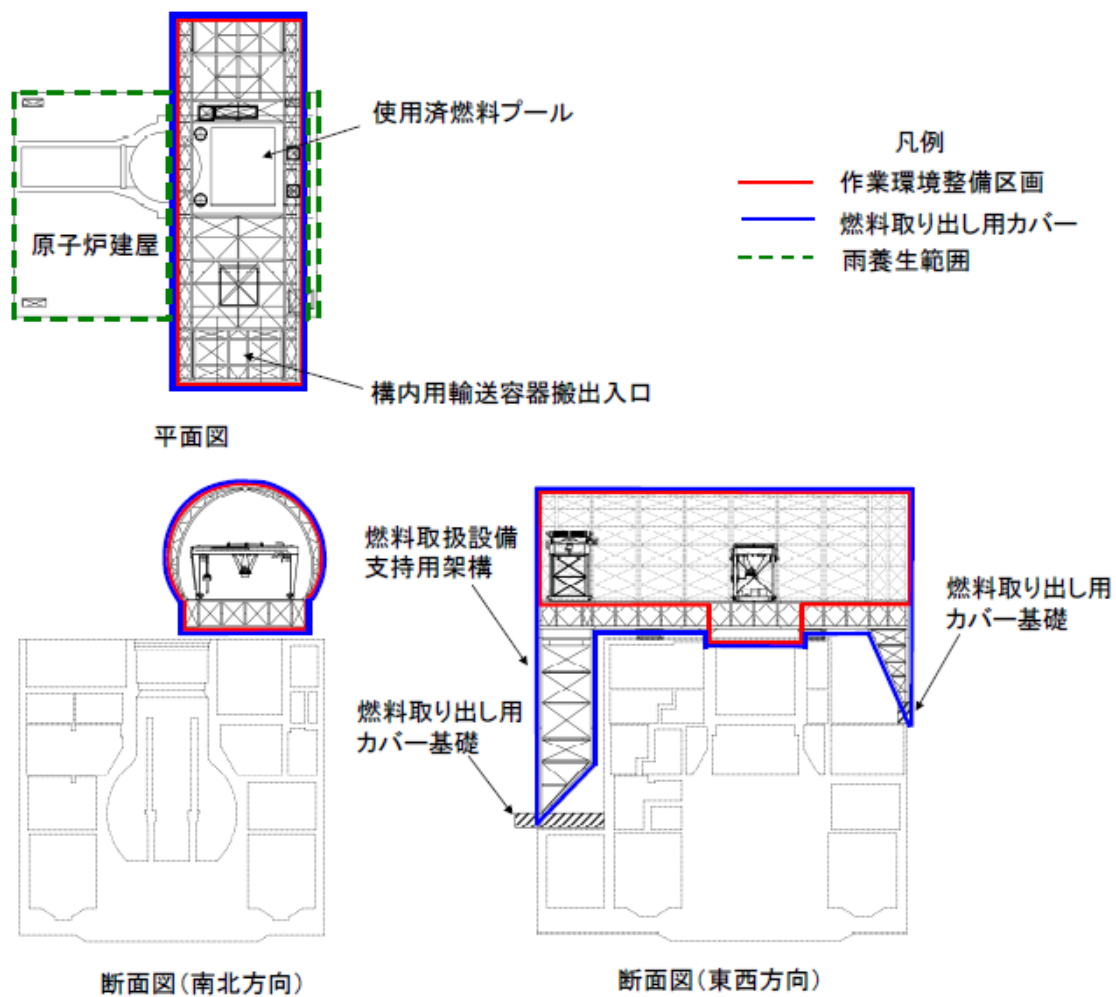 使用済燃料プール
凡例
作業環境整備区画
燃料取り出し用カバー
雨養生範囲
原子炉建屋
構内用輸送容器搬出入口
平面図
燃料取扱設備
支持用架構
燃料取り出し用
カバー基礎
燃料取り出し用
カバー基礎
断面図(南北方向)
断面図(東西方向)